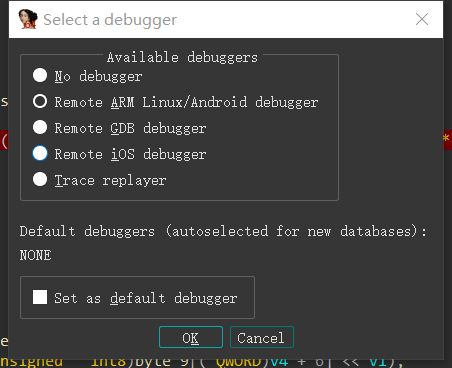 Select a debugger
Available debuggers
No debugger
s
Remote ARM Linux/Android debugger
Remote GDB debugger
(
*
Remote iOS debugger
Trace replayer
Default debuggers (autoselected for new databases):
NONE
Set as default debugger
OK Cancel
e
nsigned int8)byte_9|(_QWORD)v4 + 6| << v1),